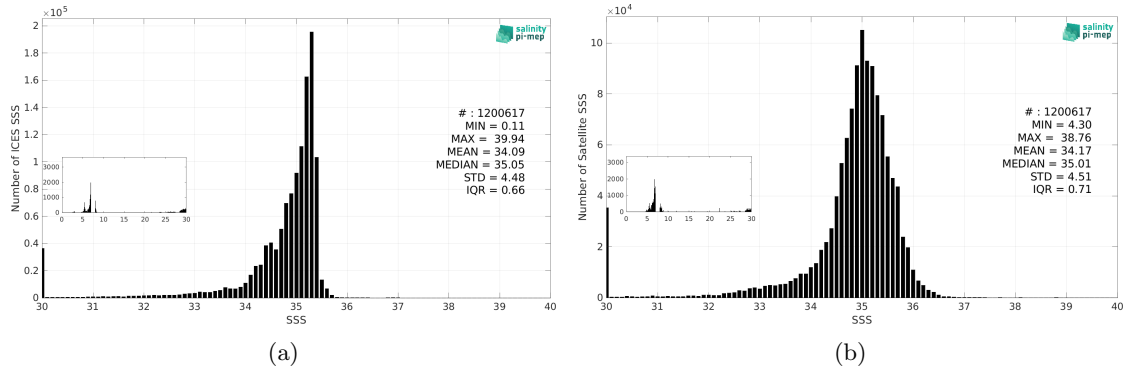 ×10^5
2
1.8
1.6
1.4
1.2
1
0.8
0.6
0.4
0.2
0
Number of ICES SSS
salinity
pi-mep
# : 1200617
MIN = 0.11
MAX = 39.94
MEAN = 34.09
MEDIAN = 35.05
STD = 4.48
IQR = 0.66
3000
2000
1000
0
0 5 10 15 20 25 30
30 31 32 33 34 35 36 37 38 39 40
SSS
(a)
×10^4
10
8
6
4
2
0
Number of Satellite SSS
salinity
pi-mep
# : 1200617
MIN = 4.30
MAX = 38.76
MEAN = 34.17
MEDIAN = 35.01
STD = 4.51
IQR = 0.71
3000
2000
1000
0
0 5 10 15 20 25 30
30 31 32 33 34 35 36 37 38 39 40
SSS
(b)